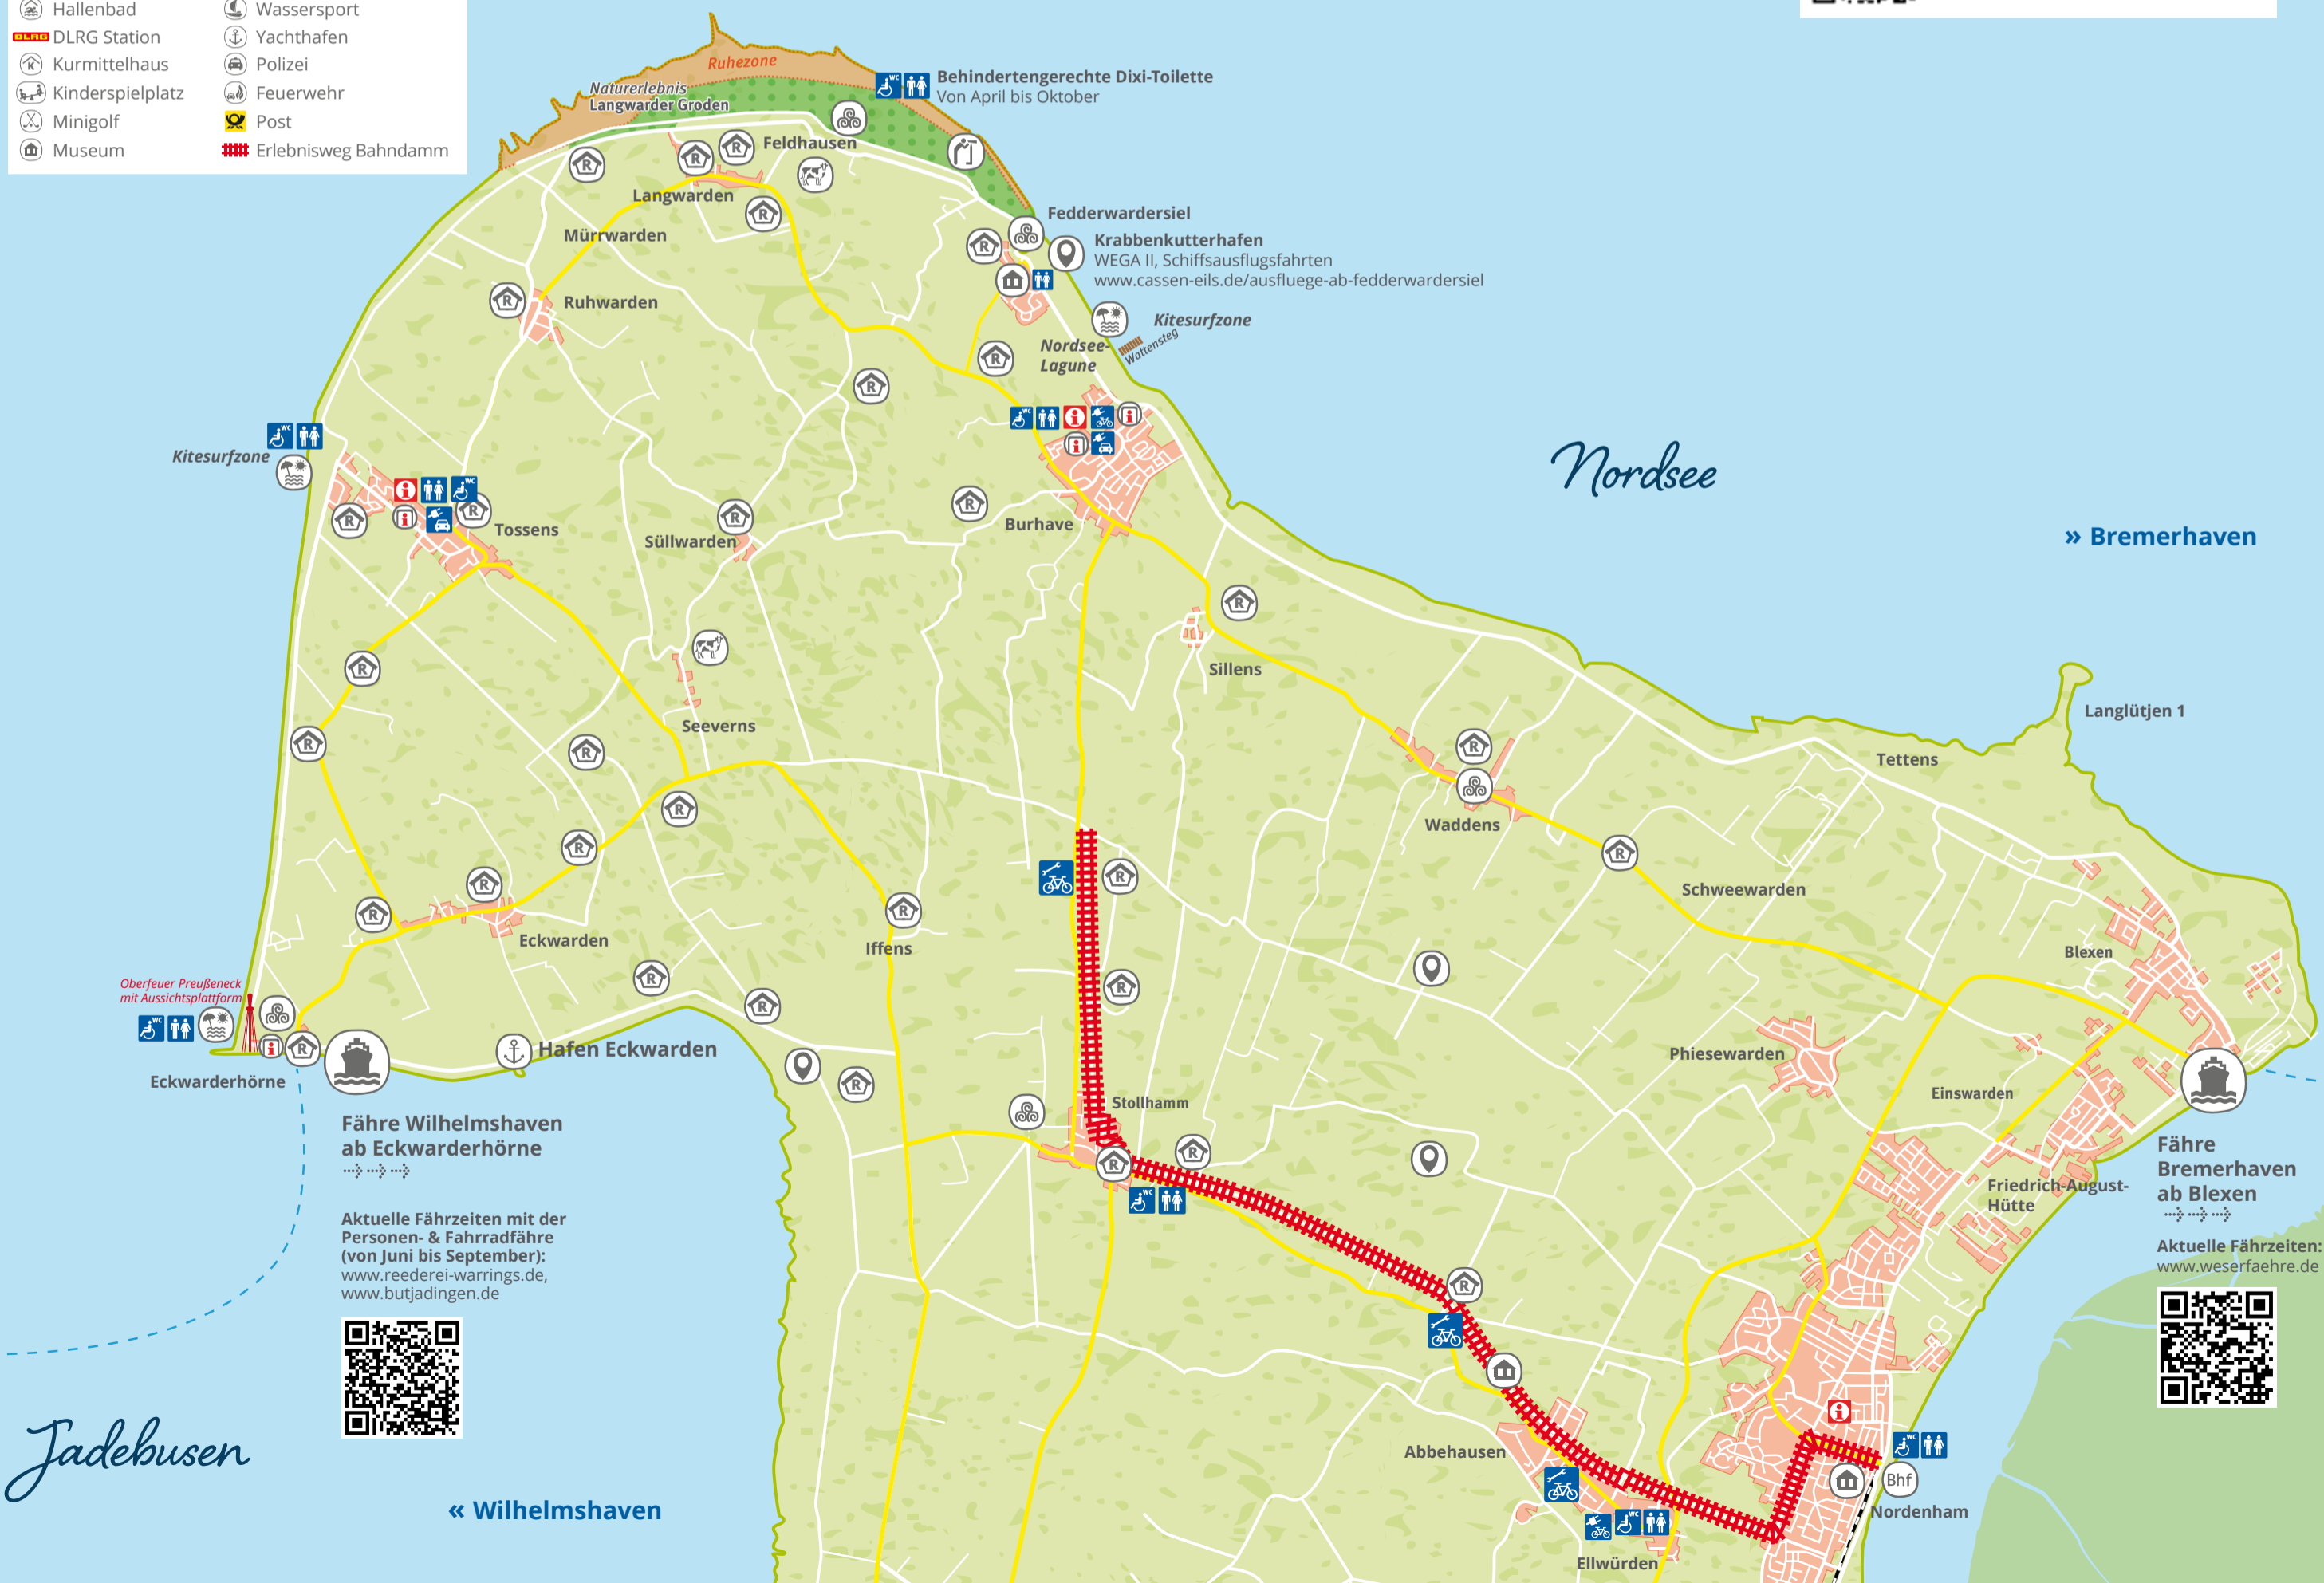 Hallenbad
Wassersport
DLRG
DLRG Station
Yachthafen
Kurmittelhaus
Polizei
Kinderspielplatz
Feuerwehr
Minigolf
Post
Museum
Erlebnisweg Bahndamm
Ruhezone
Naturerlebnis
Langwarder Groden
Behindertengerechte Dixi-Toilette
Von April bis Oktober
Feldhausen
Langwarden
Mürrwarden
Ruhwarden
Fedderwardersiel
Krabbenkutterhafen
WEGA II, Schiffsausflugsfahrten
www.cassen-eils.de/ausfluege-ab-fedderwardersiel
Kitesurfzone
Wattensteg
Nordsee-
Lagune
Kitesurfzone
Nordsee
» Bremerhaven
Tossens
Süllwarden
Burhave
Sillens
Seeverns
Langlütjen 1
Tettens
Waddens
Schweewarden
Eckwarden
Iffens
Blexen
Oberfeuer Preußeneck
mit Aussichtsplattform
Hafen Eckwarden
Eckwarderhörne
Phiesewarden
Einswarden
Stollhamm
Fähre Wilhelmshaven
ab Eckwarderhörne
Aktuelle Fährzeiten mit der
Personen- & Fahrradfähre
(von Juni bis September):
www.reederei-warrings.de,
www.butjadingen.de
Friedrich-August-
Hütte
Fähre
Bremerhaven
ab Blexen
Aktuelle Fährzeiten:
www.weserfaehre.de
Jadebusen
« Wilhelmshaven
Abbehausen
Bhf
Nordenham
Ellwürden